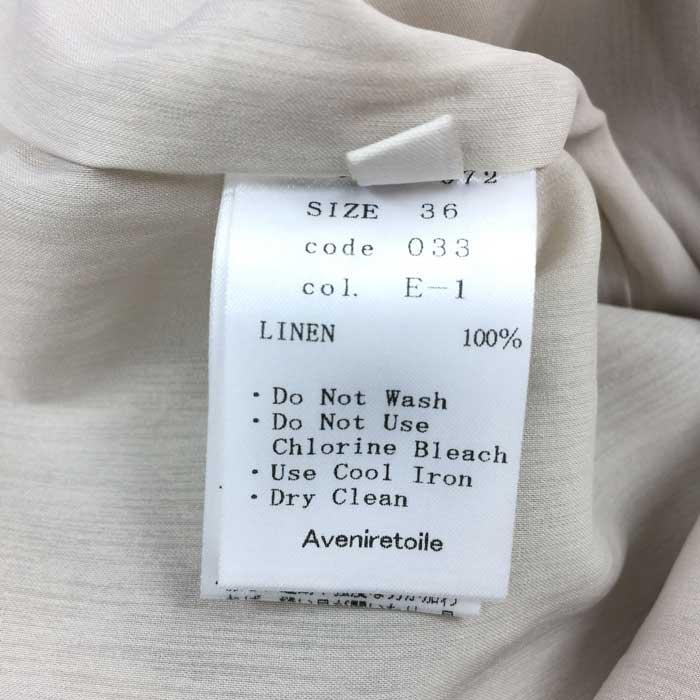 SIZE 36
code 033
col. E-1
LINEN 100%
・Do Not Wash
・Do Not Use
Chlorine Bleach
・Use Cool Iron
・Dry Clean
Aveniretoile